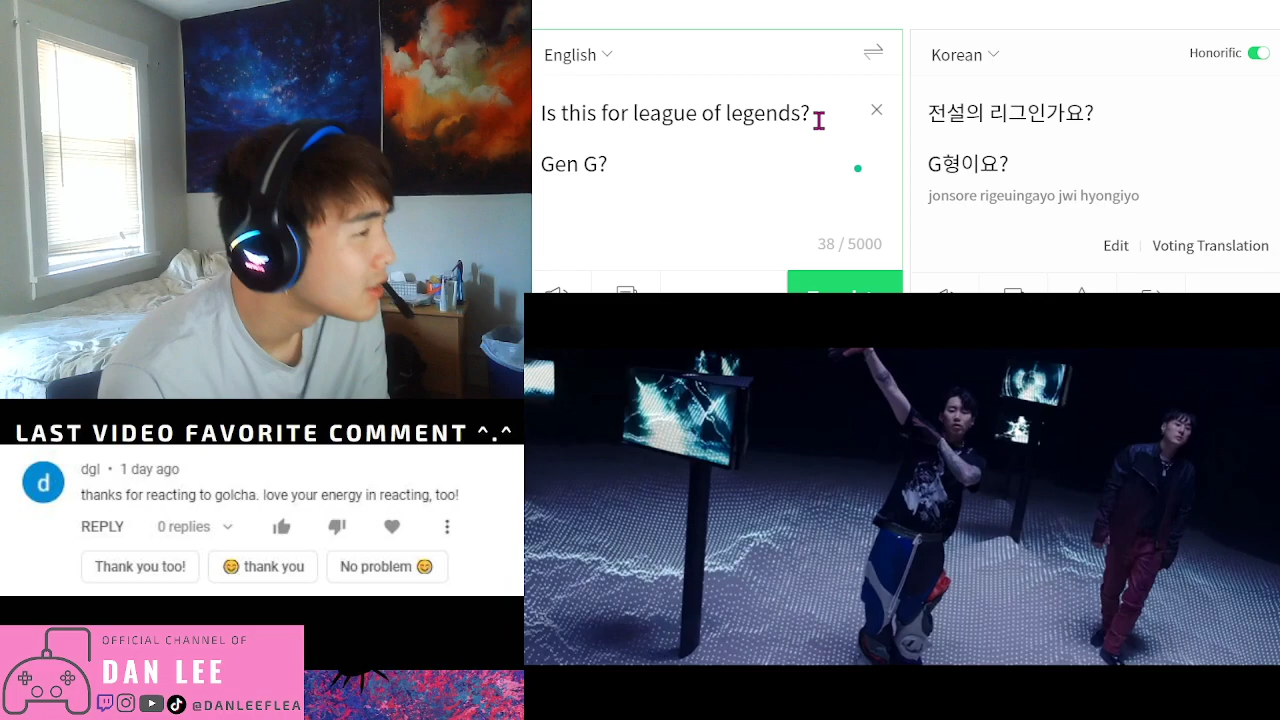 English
Is this for league of legends?
Gen G?
38 / 5000
Korean
Honorific
전설의 리그인가요?
G형이요?
jonsore rigeuingayo jwi hyongiyo
Edit
Voting Translation
LAST VIDEO FAVORITE COMMENT ^.^
d
dgl • 1 day ago
thanks for reacting to golcha. love your energy in reacting, too!
REPLY 0 replies
Thank you too! 😊 thank you No problem 😊
OFFICIAL CHANNEL OF
DAN LEE
@DANLEEFLEA